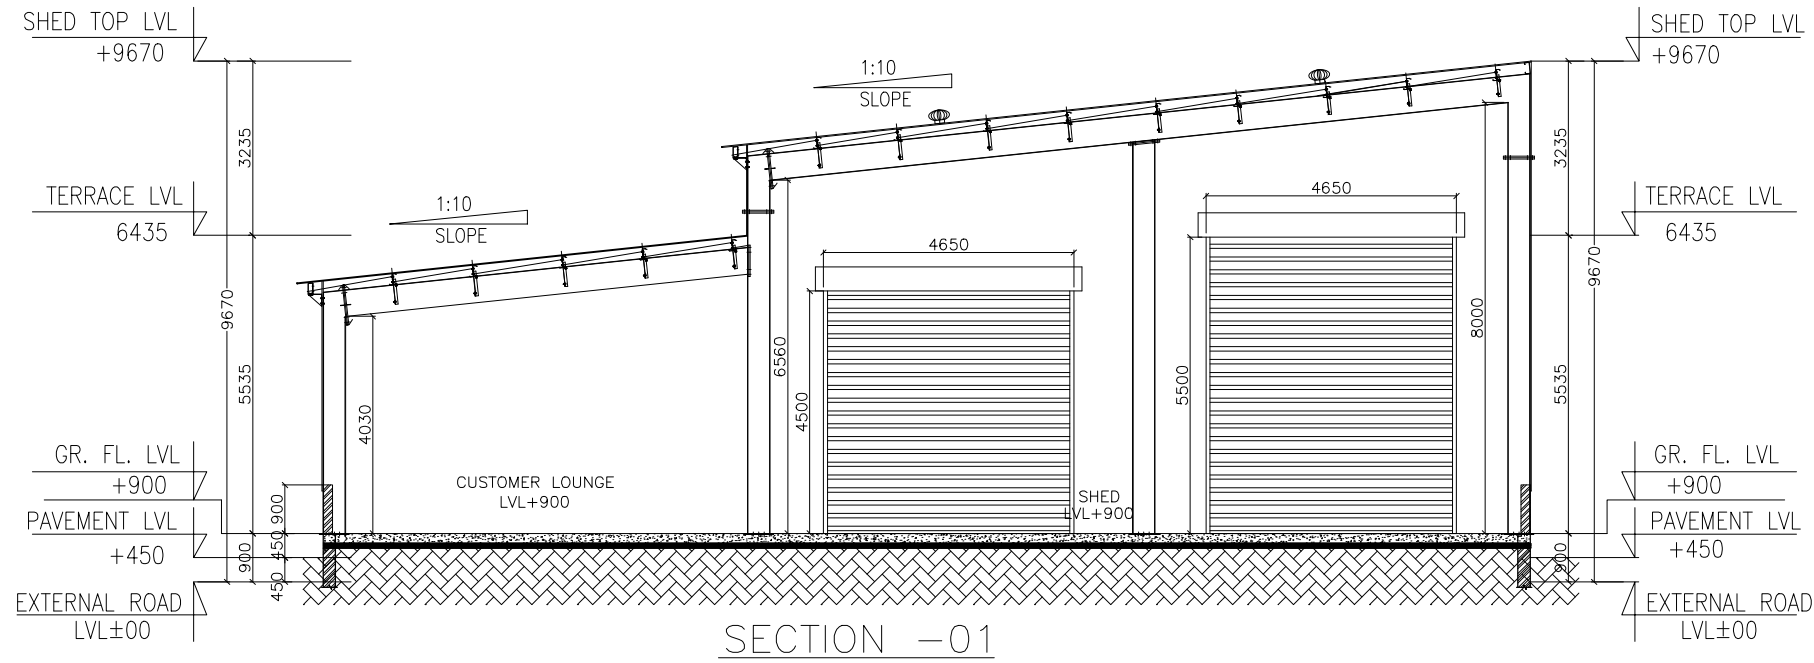 SHED TOP LVL
+9670
SHED TOP LVL
+9670
1:10
SLOPE
3235
3235
TERRACE LVL
6435
1:10
SLOPE
4650
TERRACE LVL
6435
4650
9670
9670
6560
8000
5535
4030
4500
5500
5535
GR. FL. LVL
+900
CUSTOMER LOUNGE
LVL+900
SHED
LVL+900
GR. FL. LVL
+900
900
PAVEMENT LVL
+450
450
900
450
PAVEMENT LVL
+450
900
EXTERNAL ROAD
LVL±00
EXTERNAL ROAD
LVL±00
SECTION -01